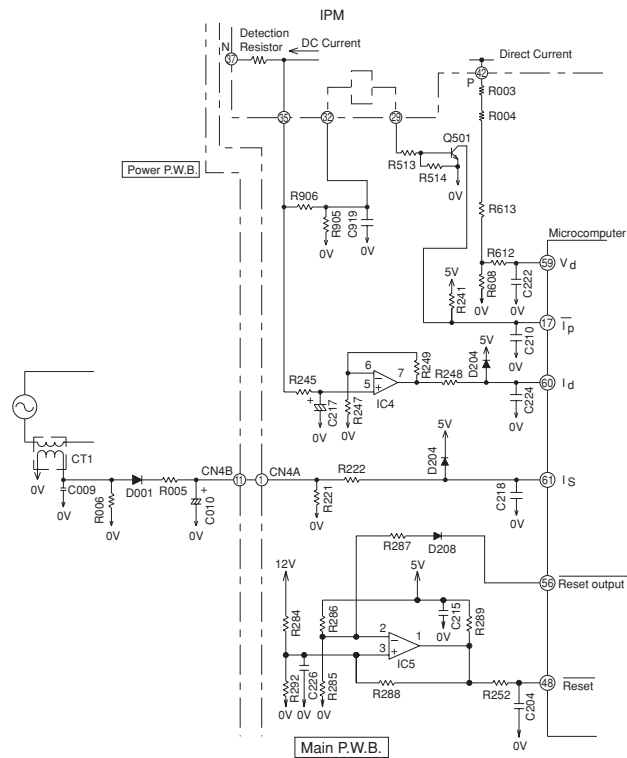 IPM
Detection
Resistor
DC Current
N
37
Direct Current
42
P
R003
R004
35
32
29
Q501
R513
R514
0V
Power P.W.B.
R906
R905
C919
0V
0V
R613
Microcomputer
R612
59
Vd
5V
R241
R608
C222
0V
0V
17
Ip
C210
0V
5V
6
7
5
R249
D204
R248
R245
+
C217
R247
IC4
60
Id
C224
0V
0V
0V
5V
CT1
CN4B
11
1
CN4A
R222
D204
61
IS
0V
C009
D001
R005
+
C010
R221
C218
0V
R006
0V
0V
0V
0V
R287
D208
56
Reset output
12V
5V
R284
R286
C215
0V
R289
2
3
1
IC5
R292
C226
R285
R288
R252
48
Reset
C204
0V
0V
0V
0V
Main P.W.B.